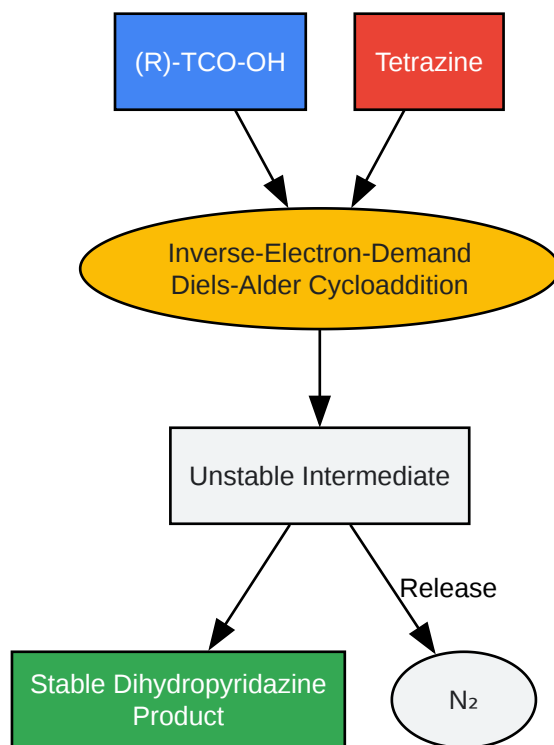 (R)-TCO-OH
Tetrazine
Inverse-Electron-Demand
Diels-Alder Cycloaddition
Unstable Intermediate
Release
Stable Dihydropyridazine
Product
N₂